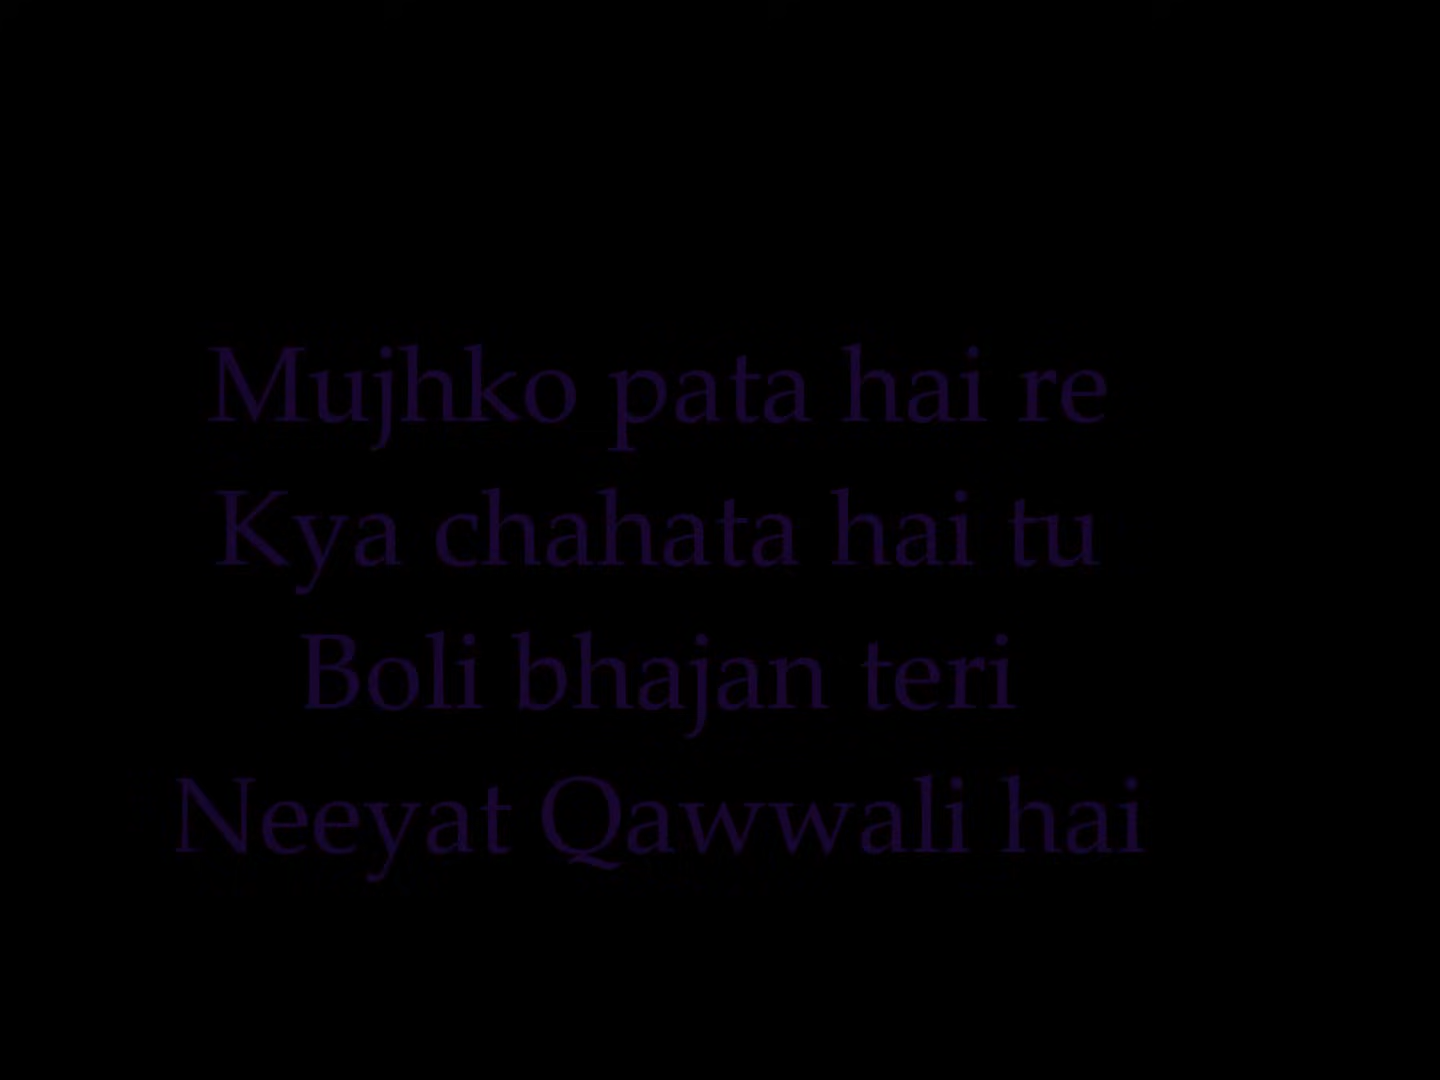 Mujhko pata hai re
Kya chahata hai tu
Boli bhajan teri
Neeyat Qawwali hai